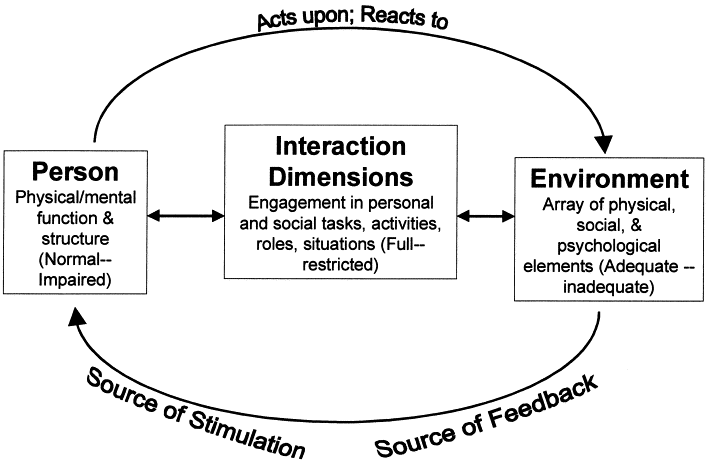 Acts upon; Reacts to
Person
Physical/mental
function &
structure
(Normal--
Impaired)
Interaction
Dimensions
Engagement in personal
and social tasks, activities,
roles, situations (Full--
restricted)
Environment
Array of physical,
social, &
psychological
elements (Adequate --
inadequate)
Source of Stimulation
Source of Feedback